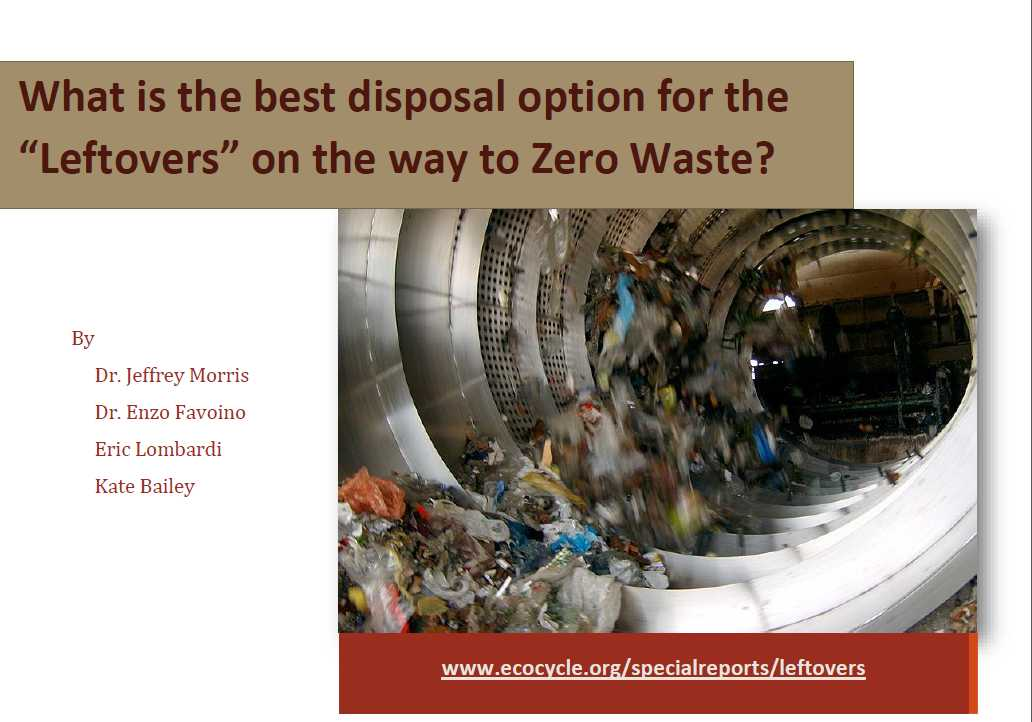 What is the best disposal option for the
“Leftovers” on the way to Zero Waste?
By
Dr. Jeffrey Morris
Dr. Enzo Favoino
Eric Lombardi
Kate Bailey
www.ecocycle.org/specialreports/leftovers